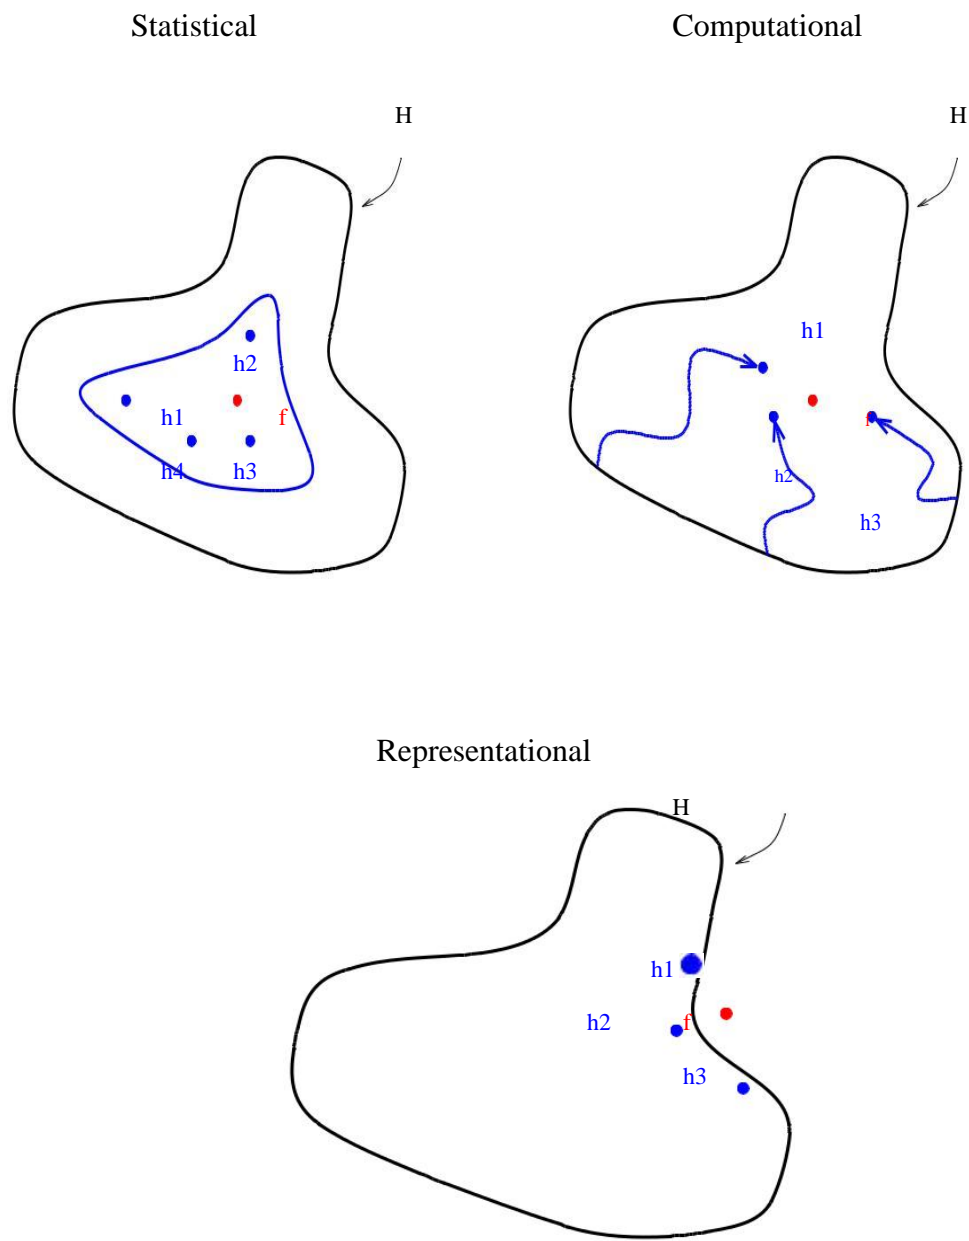 Statistical
Computational
H
H
h1
h2
h1
f
f
h4
h3
h2
h3
Representational
H
h1
h2
f
h3